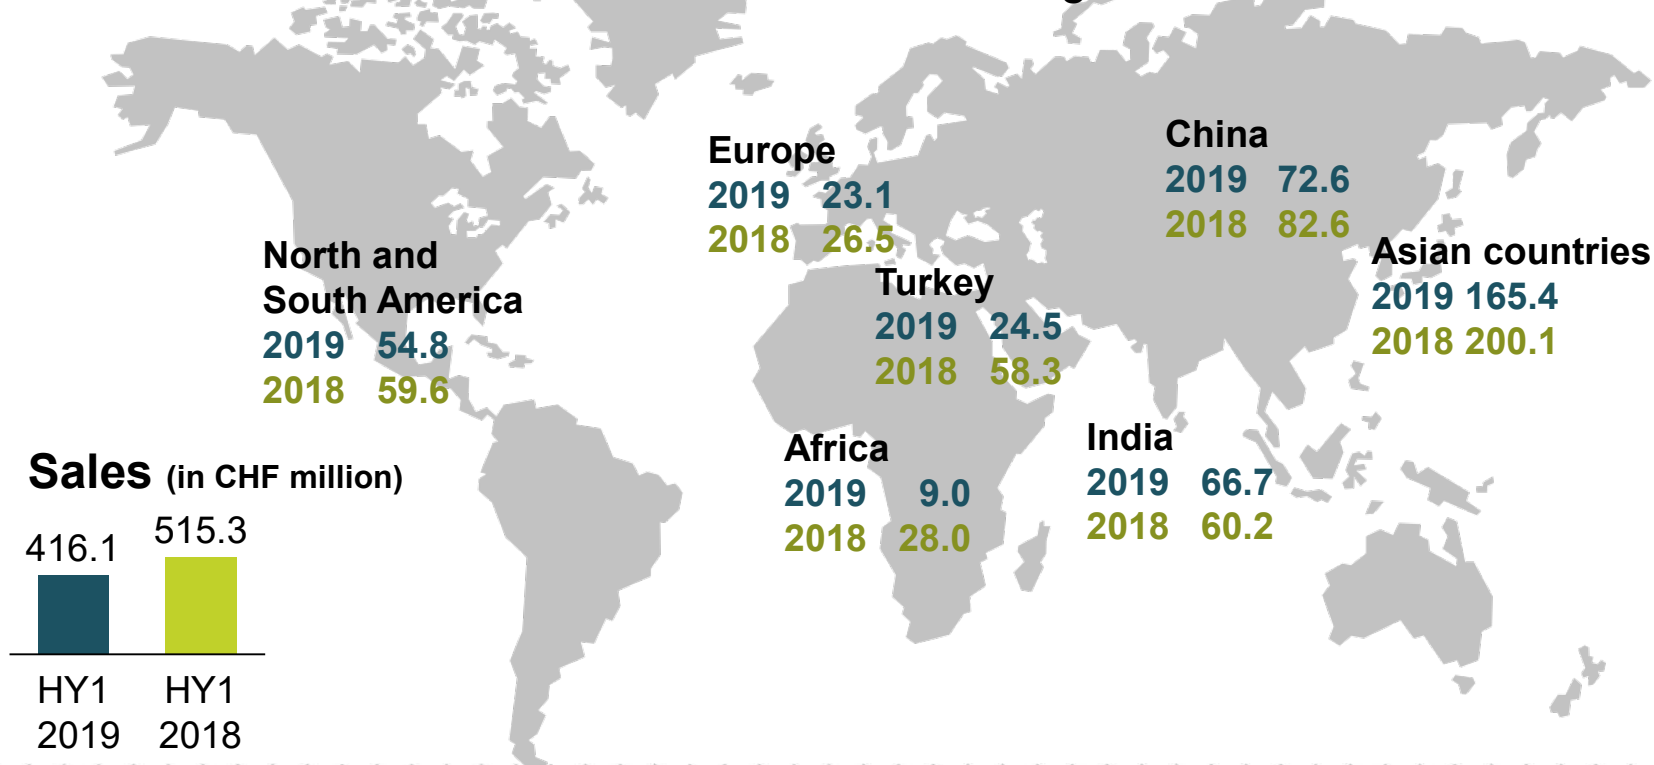 Europe
2019 23.1
2018 26.5
China
2019 72.6
2018 82.6
North and
South America
2019 54.8
2018 59.6
Turkey
2019 24.5
2018 58.3
Asian countries
2019 165.4
2018 200.1
Africa
2019 9.0
2018 28.0
India
2019 66.7
2018 60.2
Sales (in CHF million)
416.1 515.3
HY1 HY1
2019 2018